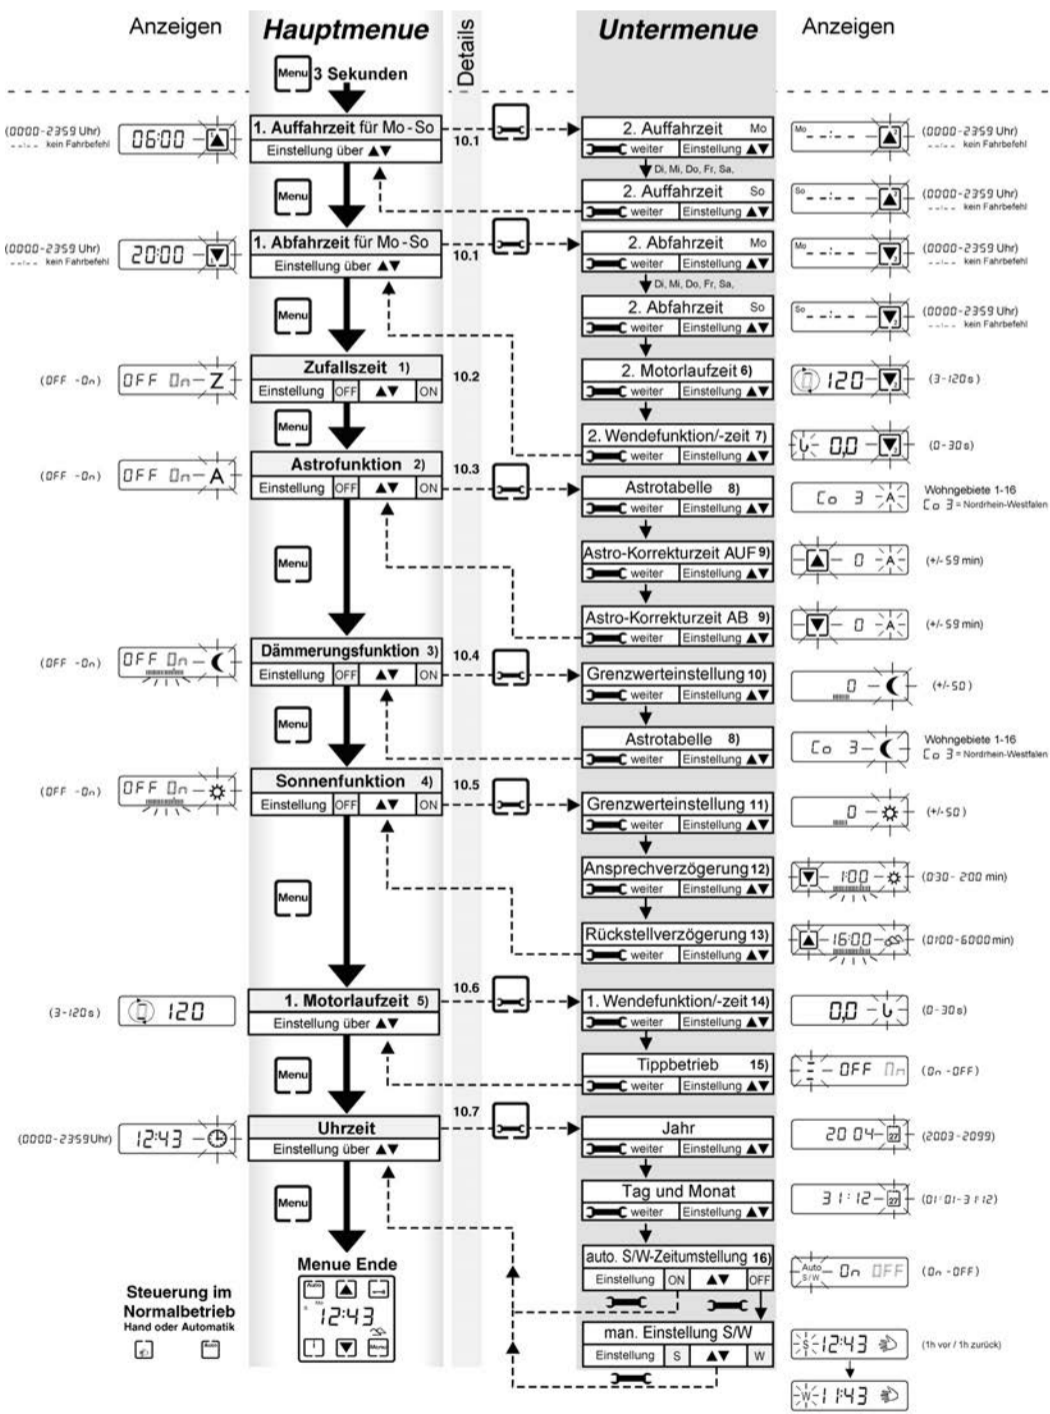 Anzeigen
Hauptmenue
Details
Untermenue
Anzeigen
Menu 3 Sekunden
(0000-2359 Uhr)
--:-- kein Fahrbefehl
06:00
1. Auffahrzeit für Mo-So
Einstellung über ▲▼
10.1
2. Auffahrzeit Mo
weiter Einstellung ▲▼
Mo --:--
(0000-2359 Uhr)
--:-- kein Fahrbefehl
Di, Mi, Do, Fr, Sa,
Menu
2. Auffahrzeit So
weiter Einstellung ▲▼
So --:--
(0000-2359 Uhr)
--:-- kein Fahrbefehl
(0000-2359 Uhr)
--:-- kein Fahrbefehl
20:00
1. Abfahrzeit für Mo-So
Einstellung über ▲▼
10.1
2. Abfahrzeit Mo
weiter Einstellung ▲▼
Mo --:--
(0000-2359 Uhr)
--:-- kein Fahrbefehl
Di, Mi, Do, Fr, Sa,
Menu
2. Abfahrzeit So
weiter Einstellung ▲▼
So --:--
(0000-2359 Uhr)
--:-- kein Fahrbefehl
(OFF -On)
OFF On Z
Zufallszeit 1)
Einstellung OFF ▲▼ ON
10.2
2. Motorlaufzeit 6)
weiter Einstellung ▲▼
120
(3-120s)
Menu
2. Wendefunktion/-zeit 7)
weiter Einstellung ▲▼
0,0
(0-30s)
(OFF -On)
OFF On A
Astrofunktion 2)
Einstellung OFF ▲▼ ON
10.3
Astrotabelle 8)
weiter Einstellung ▲▼
Co 3 A
Wohngebiete 1-16
Co 3 = Nordrhein-Westfalen
Menu
Astro-Korrekturzeit AUF 9)
weiter Einstellung ▲▼
0 A
(+/- 59 min)
Astro-Korrekturzeit AB 9)
weiter Einstellung ▲▼
0 A
(+/- 59 min)
(OFF -On)
OFF On
Dämmerungsfunktion 3)
Einstellung OFF ▲▼ ON
10.4
Grenzwerteinstellung 10)
weiter Einstellung ▲▼
0
(+/- 50)
Menu
Astrotabelle 8)
weiter Einstellung ▲▼
Co 3
Wohngebiete 1-16
Co 3 = Nordrhein-Westfalen
(OFF -On)
OFF On
Sonnenfunktion 4)
Einstellung OFF ▲▼ ON
10.5
Grenzwerteinstellung 11)
weiter Einstellung ▲▼
0
(+/- 50)
Menu
Ansprechverzögerung 12)
weiter Einstellung ▲▼
1:00
(030- 200 min)
Rückstellverzögerung 13)
weiter Einstellung ▲▼
16:00
(0100-6000 min)
(3-120s)
120
1. Motorlaufzeit 5)
Einstellung über ▲▼
10.6
1. Wendefunktion/-zeit 14)
weiter Einstellung ▲▼
0,0
(0-30s)
Menu
Tippbetrieb 15)
weiter Einstellung ▲▼
OFF On
(On -OFF)
(0000-2359 Uhr)
12:43
Uhrzeit
Einstellung über ▲▼
10.7
Jahr
weiter Einstellung ▲▼
20 04 27
(2003-2099)
Menu
Tag und Monat
weiter Einstellung ▲▼
31:12 27
(01:01-31:12)
Menue Ende
auto. S/W-Zeitumstellung 16)
Einstellung ON ▲▼ OFF
Auto S/W On OFF
(On -OFF)
Steuerung im
Normalbetrieb
Hand oder Automatik
Auto
Auto
12:43
Menu
man. Einstellung S/W
Einstellung S ▲▼ W
S 12:43
(1h vor / 1h zurück)
W 11:43